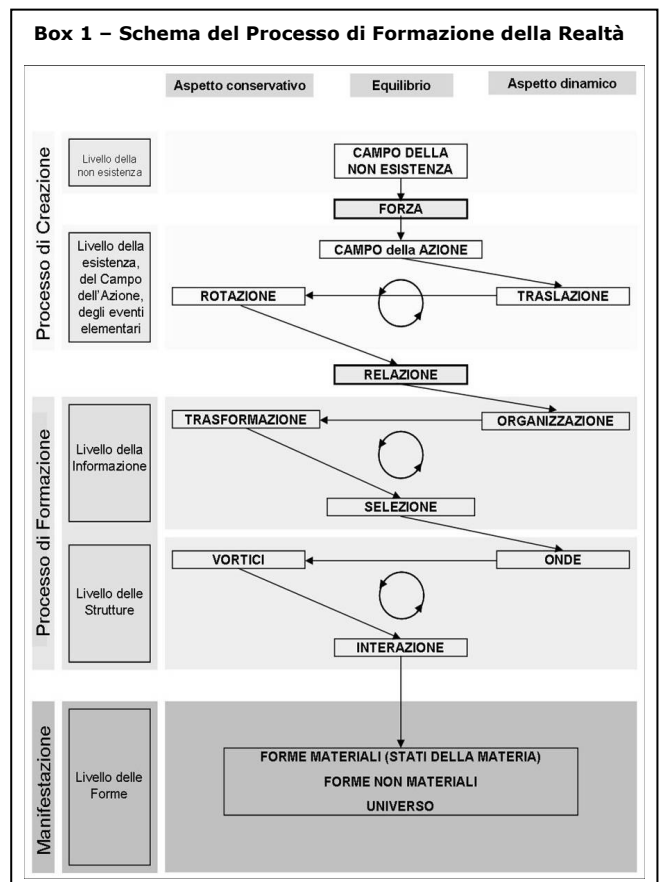 Box 1 – Schema del Processo di Formazione della Realtà
Aspetto conservativo
Equilibrio
Aspetto dinamico
Processo di Creazione
Livello della
non esistenza
CAMPO DELLA
NON ESISTENZA
FORZA
Livello della
esistenza,
del Campo
dell'Azione,
degli eventi
elementari
CAMPO della AZIONE
ROTAZIONE
TRASLAZIONE
RELAZIONE
Processo di Formazione
Livello della
Informazione
TRASFORMAZIONE
ORGANIZZAZIONE
SELEZIONE
Livello delle
Strutture
VORTICI
ONDE
INTERAZIONE
Manifestazione
Livello delle
Forme
FORME MATERIALI (STATI DELLA MATERIA)
FORME NON MATERIALI
UNIVERSO